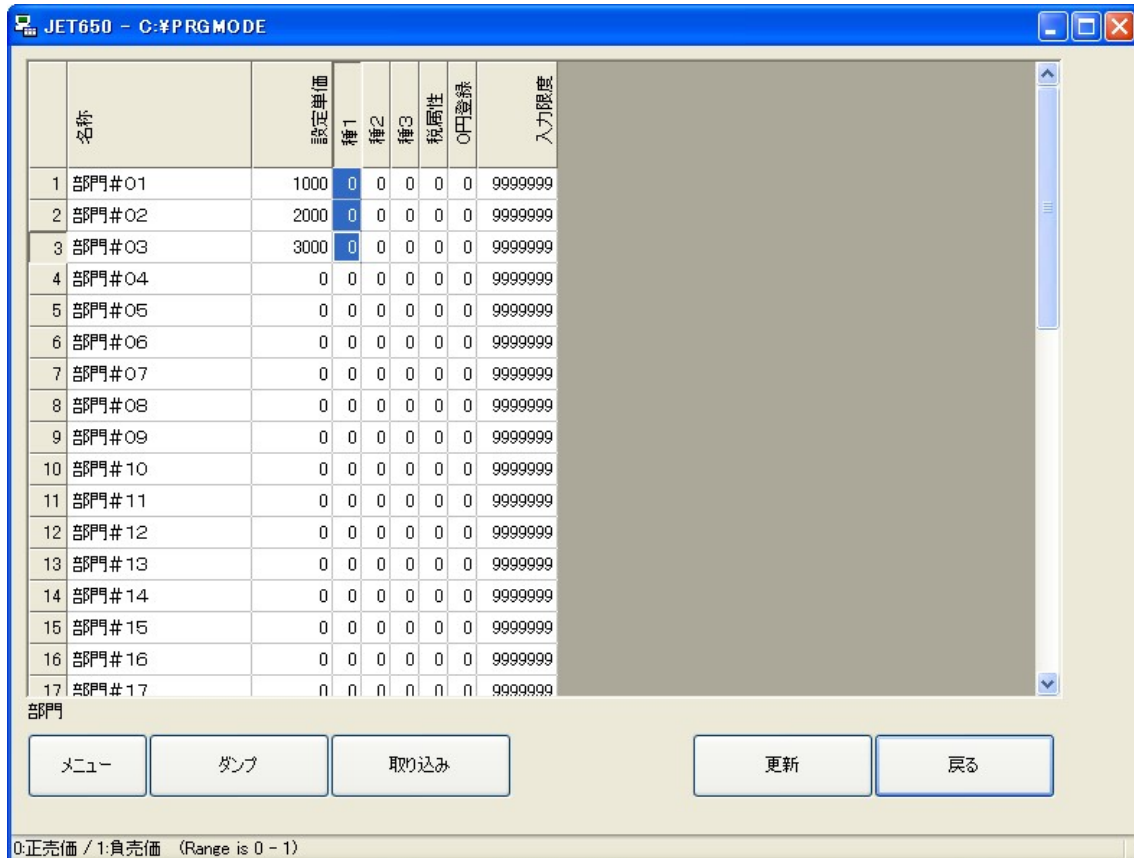 JET650 - C:¥PRGMODE
名称 設定単価 種1 種2 種3 税属性 0円登録 入力限度
1 部門#01 1000 0 0 0 0 0 9999999
2 部門#02 2000 0 0 0 0 0 9999999
3 部門#03 3000 0 0 0 0 0 9999999
4 部門#04 0 0 0 0 0 0 9999999
5 部門#05 0 0 0 0 0 0 9999999
6 部門#06 0 0 0 0 0 0 9999999
7 部門#07 0 0 0 0 0 0 9999999
8 部門#08 0 0 0 0 0 0 9999999
9 部門#09 0 0 0 0 0 0 9999999
10 部門#10 0 0 0 0 0 0 9999999
11 部門#11 0 0 0 0 0 0 9999999
12 部門#12 0 0 0 0 0 0 9999999
13 部門#13 0 0 0 0 0 0 9999999
14 部門#14 0 0 0 0 0 0 9999999
15 部門#15 0 0 0 0 0 0 9999999
16 部門#16 0 0 0 0 0 0 9999999
17 部門#17 0 0 0 0 0 0 9999999
部門
メニュー ダンプ 取り込み 更新 戻る
0:正売価 / 1:負売価 (Range is 0 - 1)